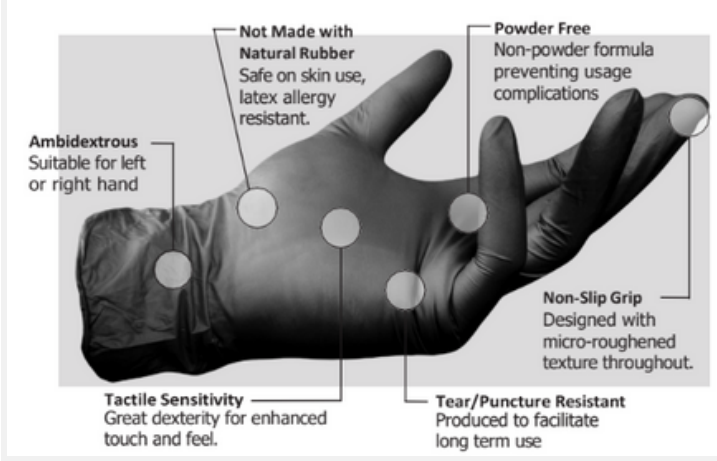 Not Made with
Natural Rubber
Safe on skin use,
latex allergy
resistant.
Powder Free
Non-powder formula
preventing usage
complications
Ambidextrous
Suitable for left
or right hand
Non-Slip Grip
Designed with
micro-roughened
texture throughout.
Tactile Sensitivity
Great dexterity for enhanced
touch and feel.
Tear/Puncture Resistant
Produced to facilitate
long term use